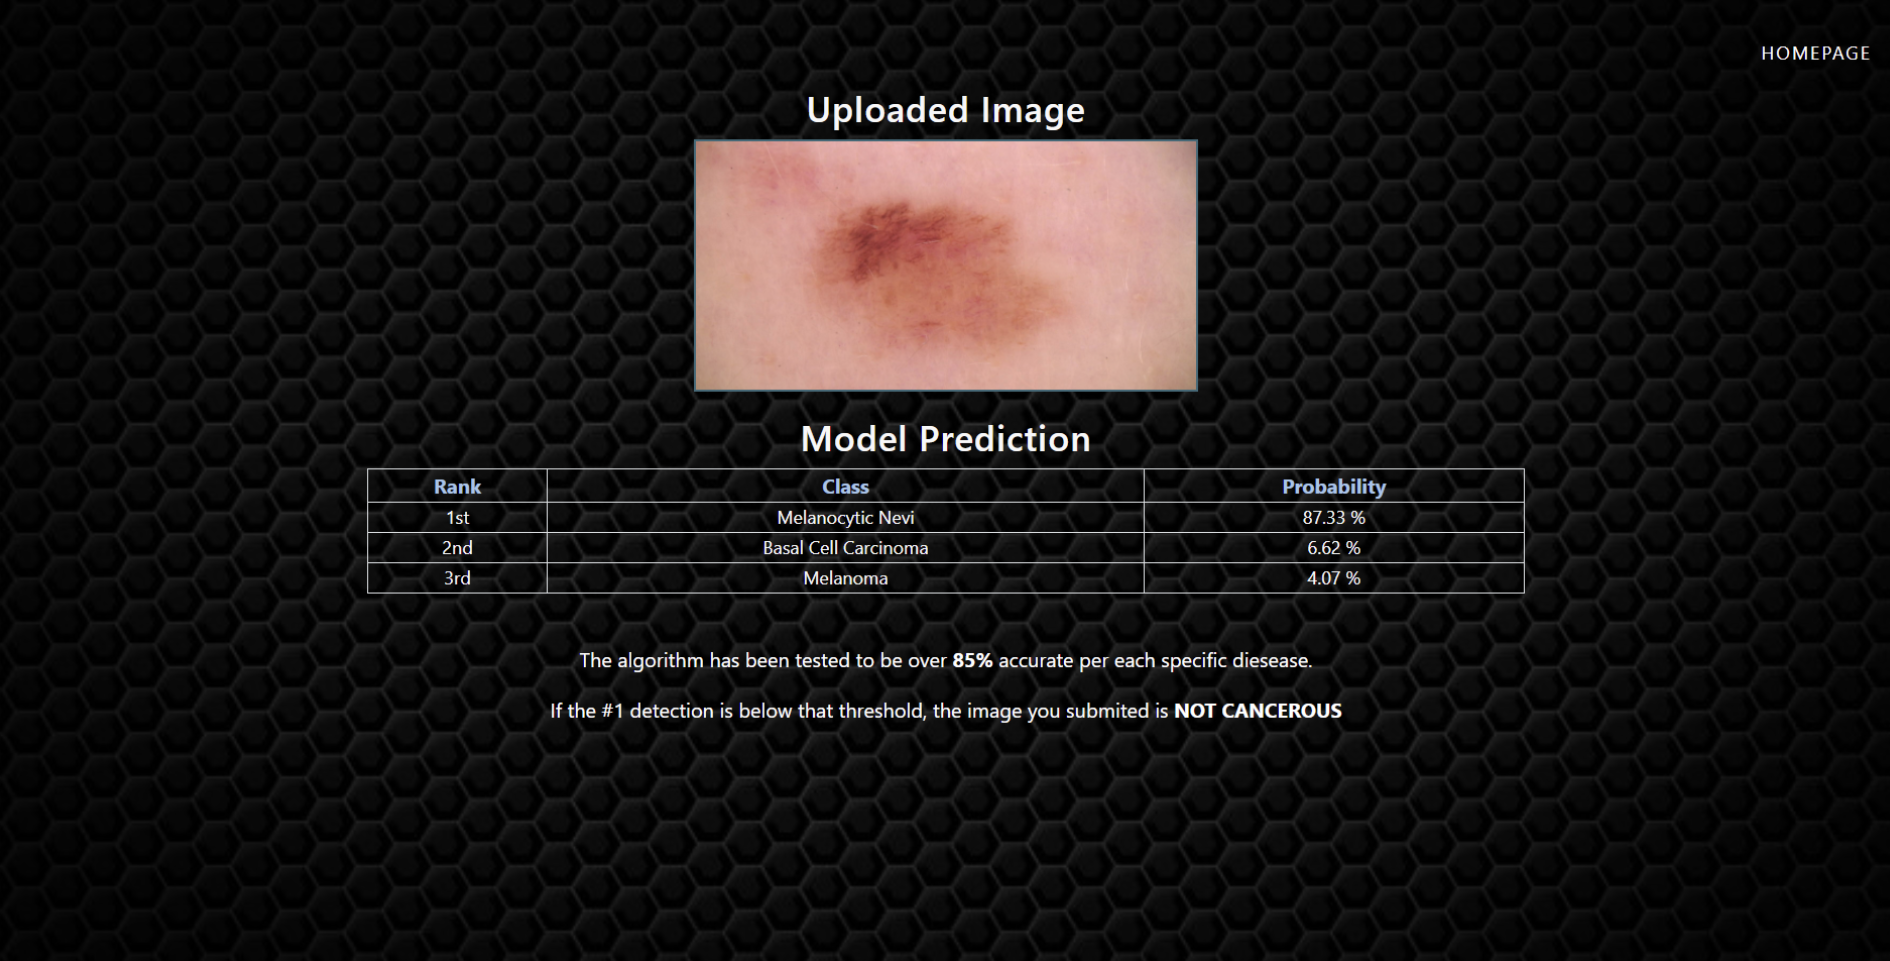 HOMEPAGE
Uploaded Image
Model Prediction
Rank Class Probability
1st Melanocytic Nevi 87.33 %
2nd Basal Cell Carcinoma 6.62 %
3rd Melanoma 4.07 %
The algorithm has been tested to be over 85% accurate per each specific diesease.
If the #1 detection is below that threshold, the image you submited is NOT CANCEROUS